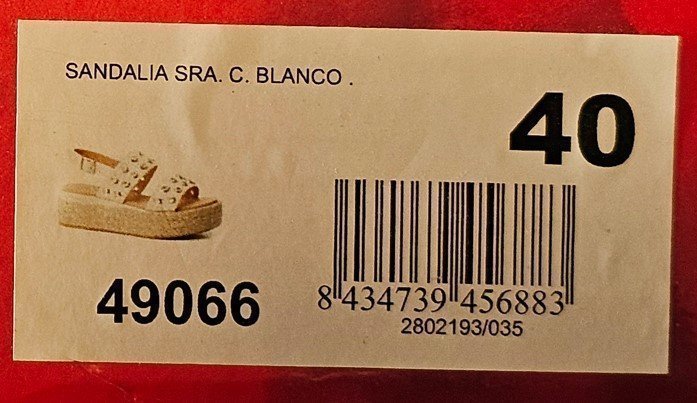 SANDALIA SRA. C. BLANCO .
40
49066
8 434739 456883
2802193/035